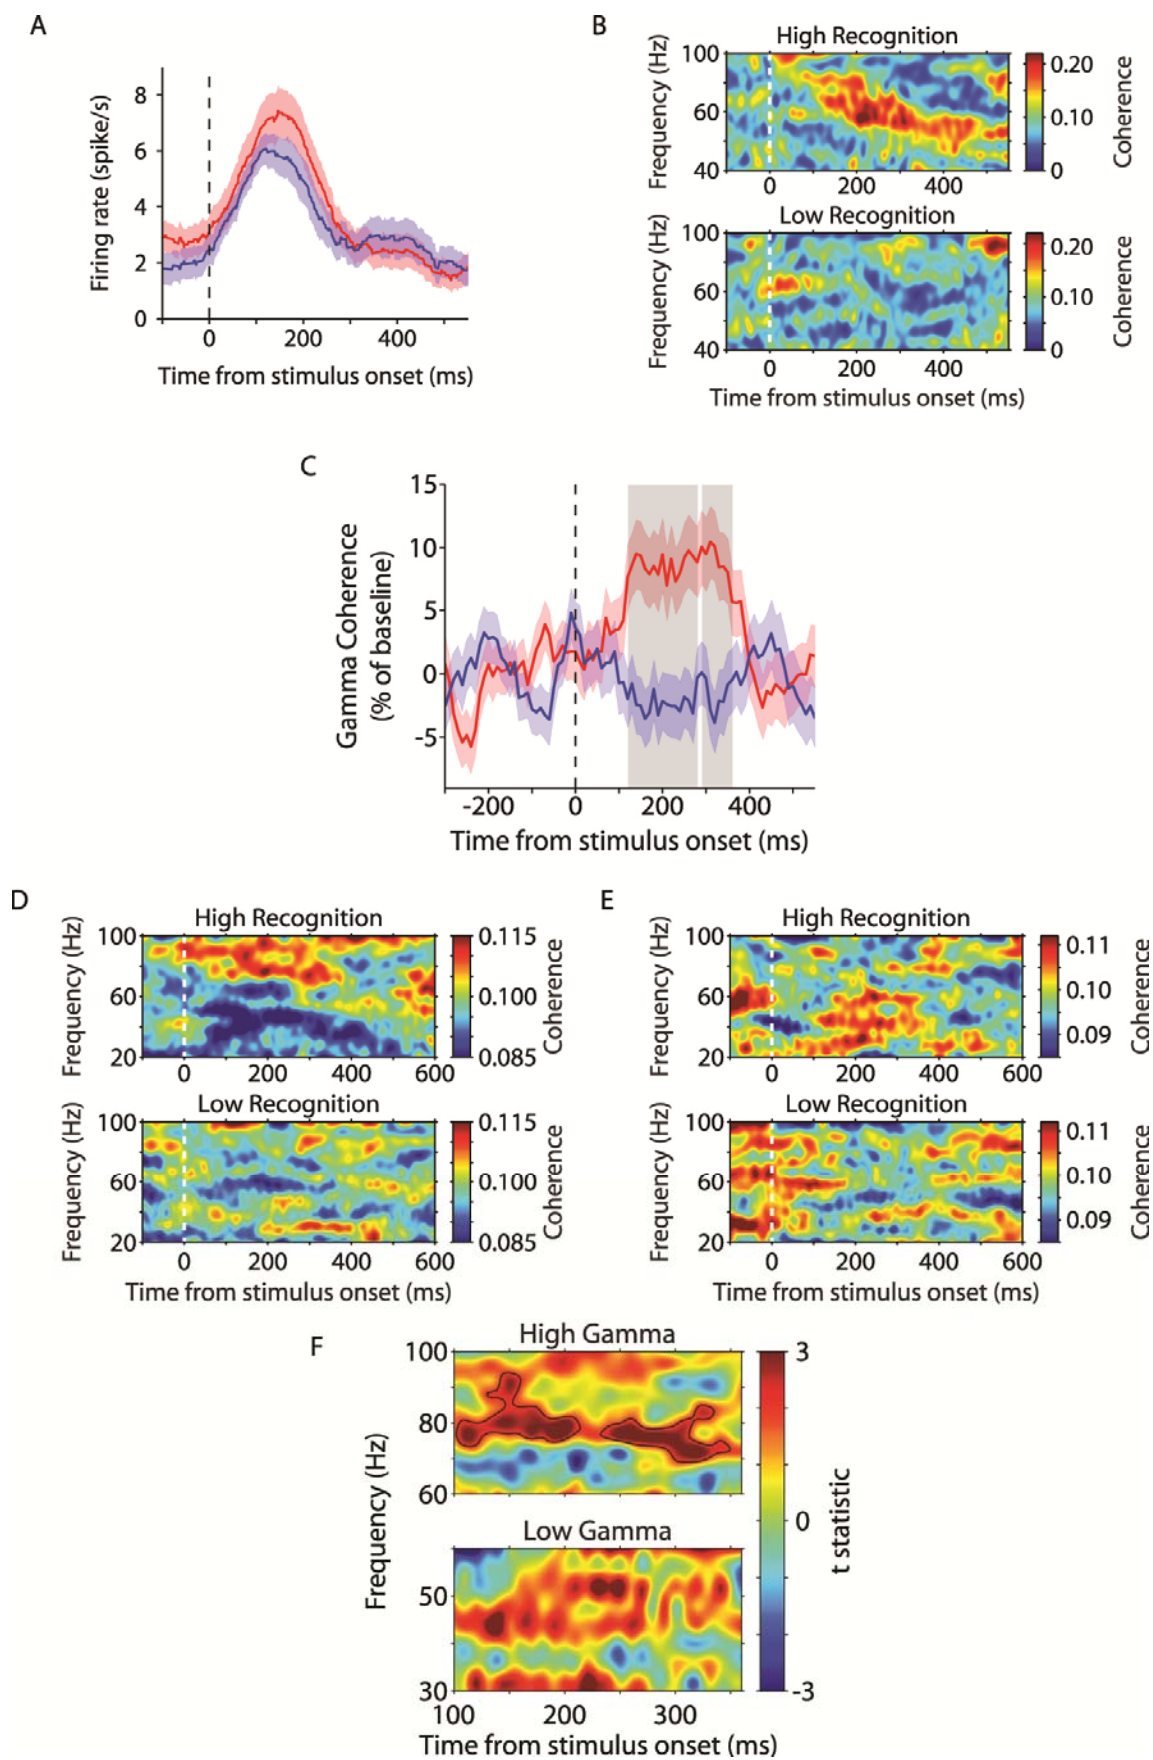 A
Firing rate (spike/s)
8
6
4
2
0
0
200
400
Time from stimulus onset (ms)
B
High Recognition
Frequency (Hz)
100
60
40
0
200
400
0.20
0.10
0
Coherence
Low Recognition
Frequency (Hz)
100
60
40
0
200
400
0.20
0.10
0
Coherence
Time from stimulus onset (ms)
C
Gamma Coherence
(% of baseline)
15
10
5
0
-5
-200
0
200
400
Time from stimulus onset (ms)
D
High Recognition
Frequency (Hz)
100
60
20
0
200
400
600
0.115
0.100
0.085
Coherence
Low Recognition
Frequency (Hz)
100
60
20
0
200
400
600
0.115
0.100
0.085
Coherence
Time from stimulus onset (ms)
E
High Recognition
Frequency (Hz)
100
60
20
0
200
400
600
0.11
0.10
0.09
Coherence
Low Recognition
Frequency (Hz)
100
60
20
0
200
400
600
0.11
0.10
0.09
Coherence
Time from stimulus onset (ms)
F
High Gamma
100
80
60
Frequency (Hz)
Low Gamma
50
30
100
200
300
3
0
-3
t statistic
Time from stimulus onset (ms)